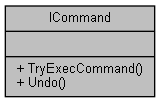 ICommand
+ TryExecCommand()
+ Undo()